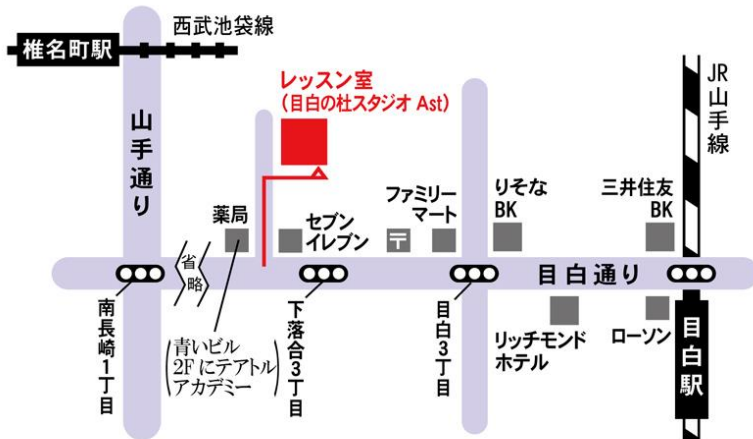 西武池袋線
椎名町駅
山手通り
レッスン室
(目白の杜スタジオ Ast)
JR山手線
薬局
セブン
イレブン
〒
ファミリー
マート
りそな
BK
三井住友
BK
省略
目白通り
南長崎1丁目
(青いビル
2Fにテアトル
アカデミー)
下落合3丁目
目白3丁目
リッチモンド
ホテル
ローソン
目白駅